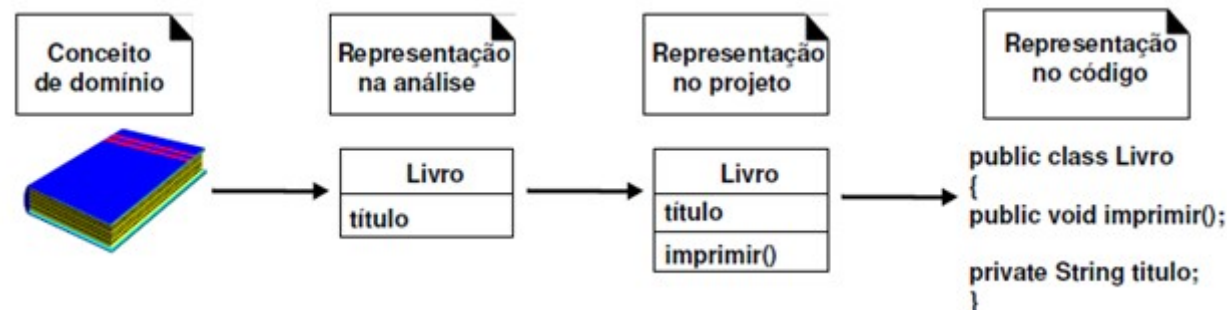 Conceito
de domínio
Representação
na análise
Representação
no projeto
Representação
no código
Livro
título
Livro
título
imprimir()
public class Livro
{
public void imprimir();
private String titulo;
}